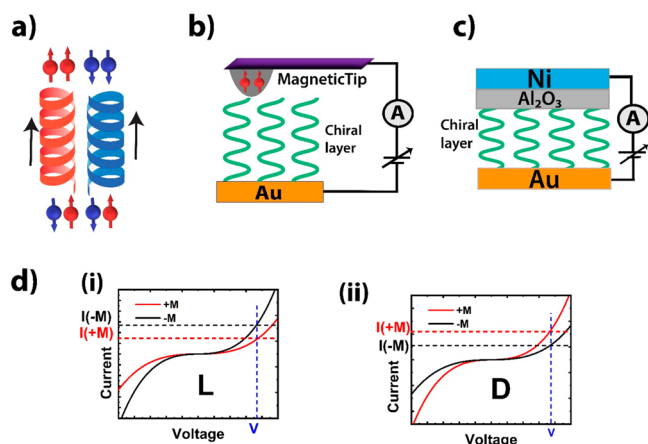 a)
b)
MagneticTip
Chiral
layer
A
Au
c)
Ni
Al₂O₃
Chiral
layer
A
Au
d)
(i)
+M
-M
I(-M)
I(+M)
Current
L
Voltage
V
(ii)
+M
-M
I(+M)
I(-M)
Current
D
Voltage
V